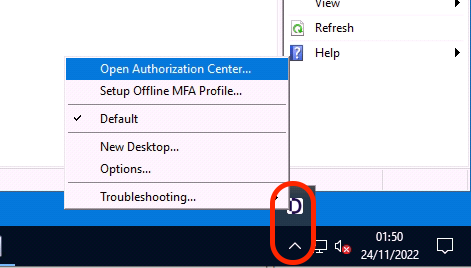 View
Refresh
Help
Open Authorization Center...
Setup Offline MFA Profile...
Default
New Desktop...
Options...
Troubleshooting...
D
01:50
24/11/2022